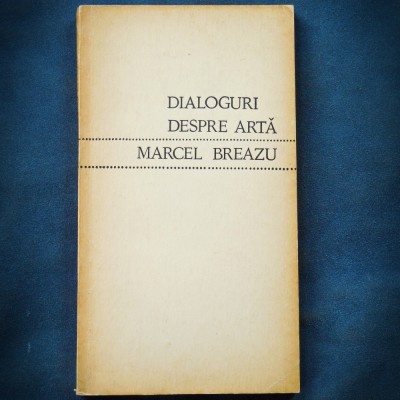 DIALOGURI
DESPRE ARTĂ
MARCEL BREAZU